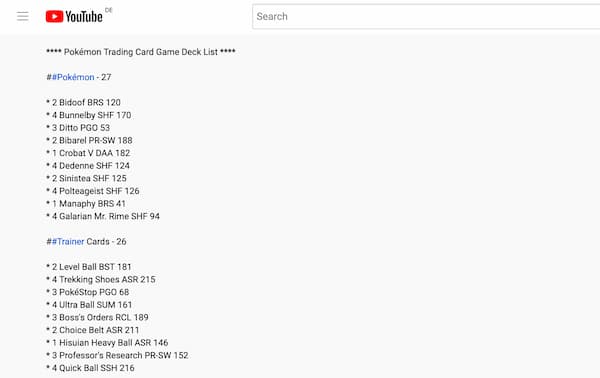 YouTube DE
Search
**** Pokémon Trading Card Game Deck List ****
##Pokémon - 27
* 2 Bidoof BRS 120
* 4 Bunnelby SHF 170
* 3 Ditto PGO 53
* 2 Bibarel PR-SW 188
* 1 Crobat V DAA 182
* 4 Dedenne SHF 124
* 2 Sinistea SHF 125
* 4 Polteageist SHF 126
* 1 Manaphy BRS 41
* 4 Galarian Mr. Rime SHF 94
##Trainer Cards - 26
* 2 Level Ball BST 181
* 4 Trekking Shoes ASR 215
* 3 PokéStop PGO 68
* 4 Ultra Ball SUM 161
* 3 Boss's Orders RCL 189
* 2 Choice Belt ASR 211
* 1 Hisuian Heavy Ball ASR 146
* 3 Professor's Research PR-SW 152
* 4 Quick Ball SSH 216